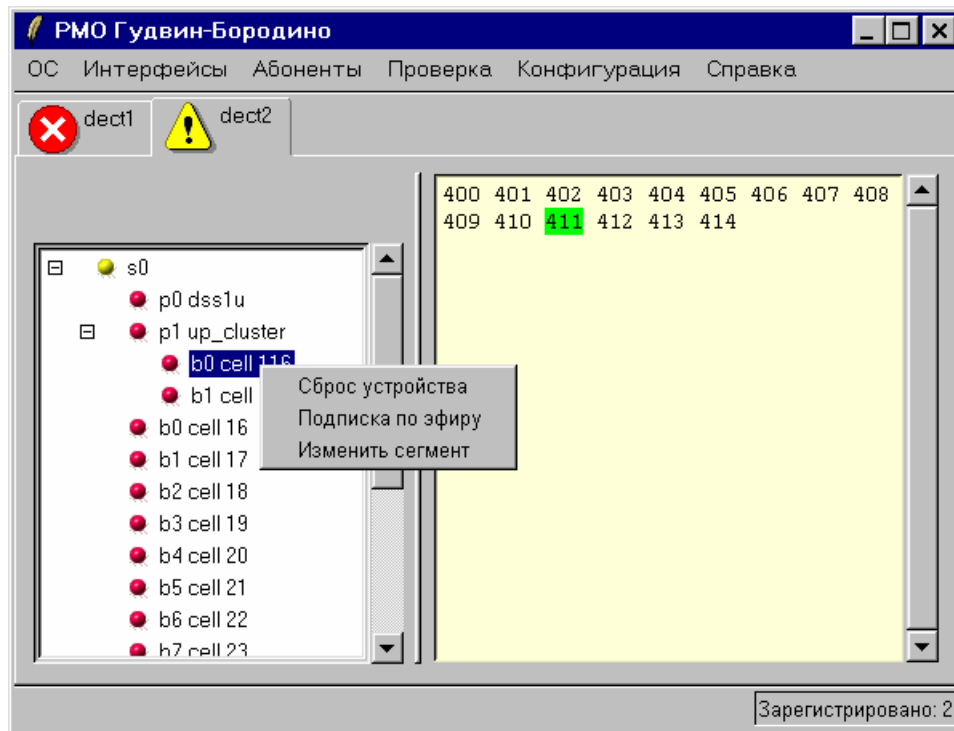 РМО Гудвин-Бородино
ОС Интерфейсы Абоненты Проверка Конфигурация Справка
dect1 dect2
400 401 402 403 404 405 406 407 408
409 410 411 412 413 414
s0
p0 dss1u
p1 up_cluster
b0 cell 116
b1 cell
b0 cell 16
b1 cell 17
b2 cell 18
b3 cell 19
b4 cell 20
b5 cell 21
b6 cell 22
b7 cell 23
Сброс устройства
Подписка по эфиру
Изменить сегмент
Зарегистрировано: 2